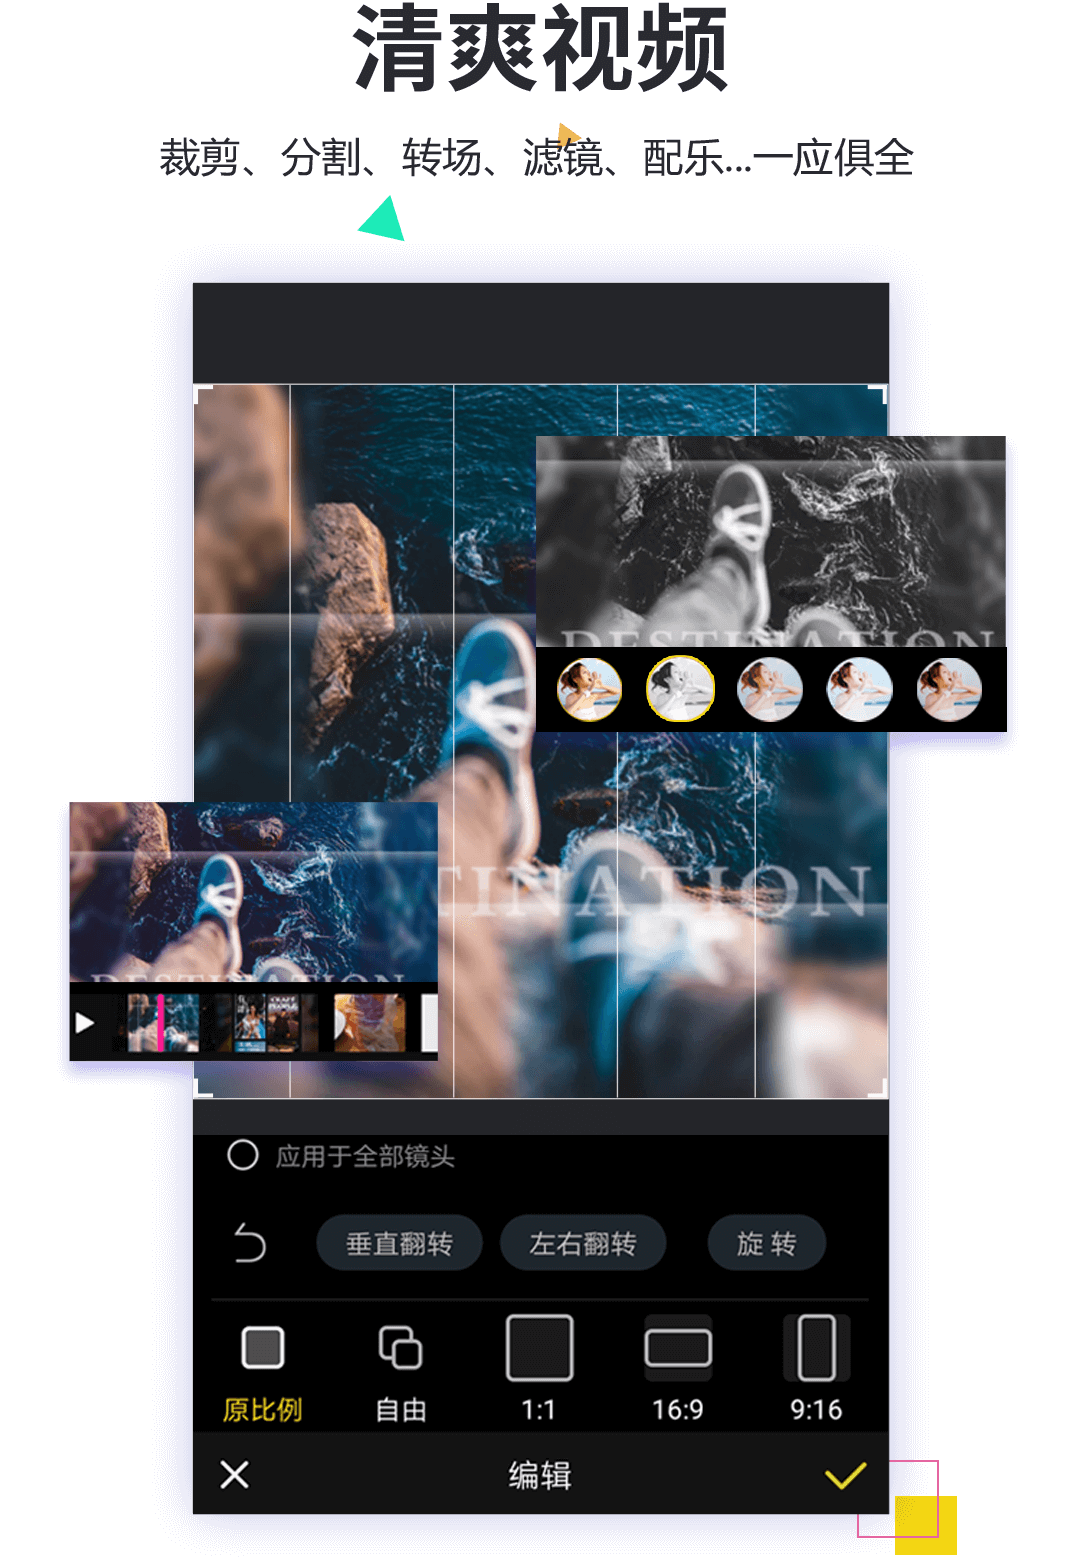 清爽视频
裁剪、分割、转场、滤镜、配乐...一应俱全
DESTINATION
TINATION
DESTINATION
应用于全部镜头
垂直翻转 左右翻转 旋 转
原比例 自由 1:1 16:9 9:16
编辑